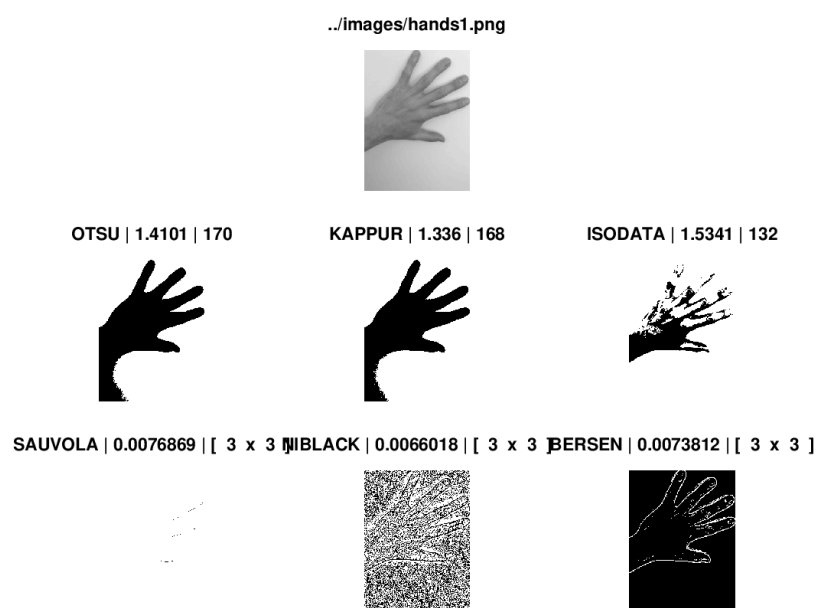 ../images/hands1.png
OTSU | 1.4101 | 170
KAPPUR | 1.336 | 168
ISODATA | 1.5341 | 132
SAUVOLA | 0.0076869 | [ 3 x 3 ]
NIBLACK | 0.0066018 | [ 3 x 3 ]
BERSEN | 0.0073812 | [ 3 x 3 ]